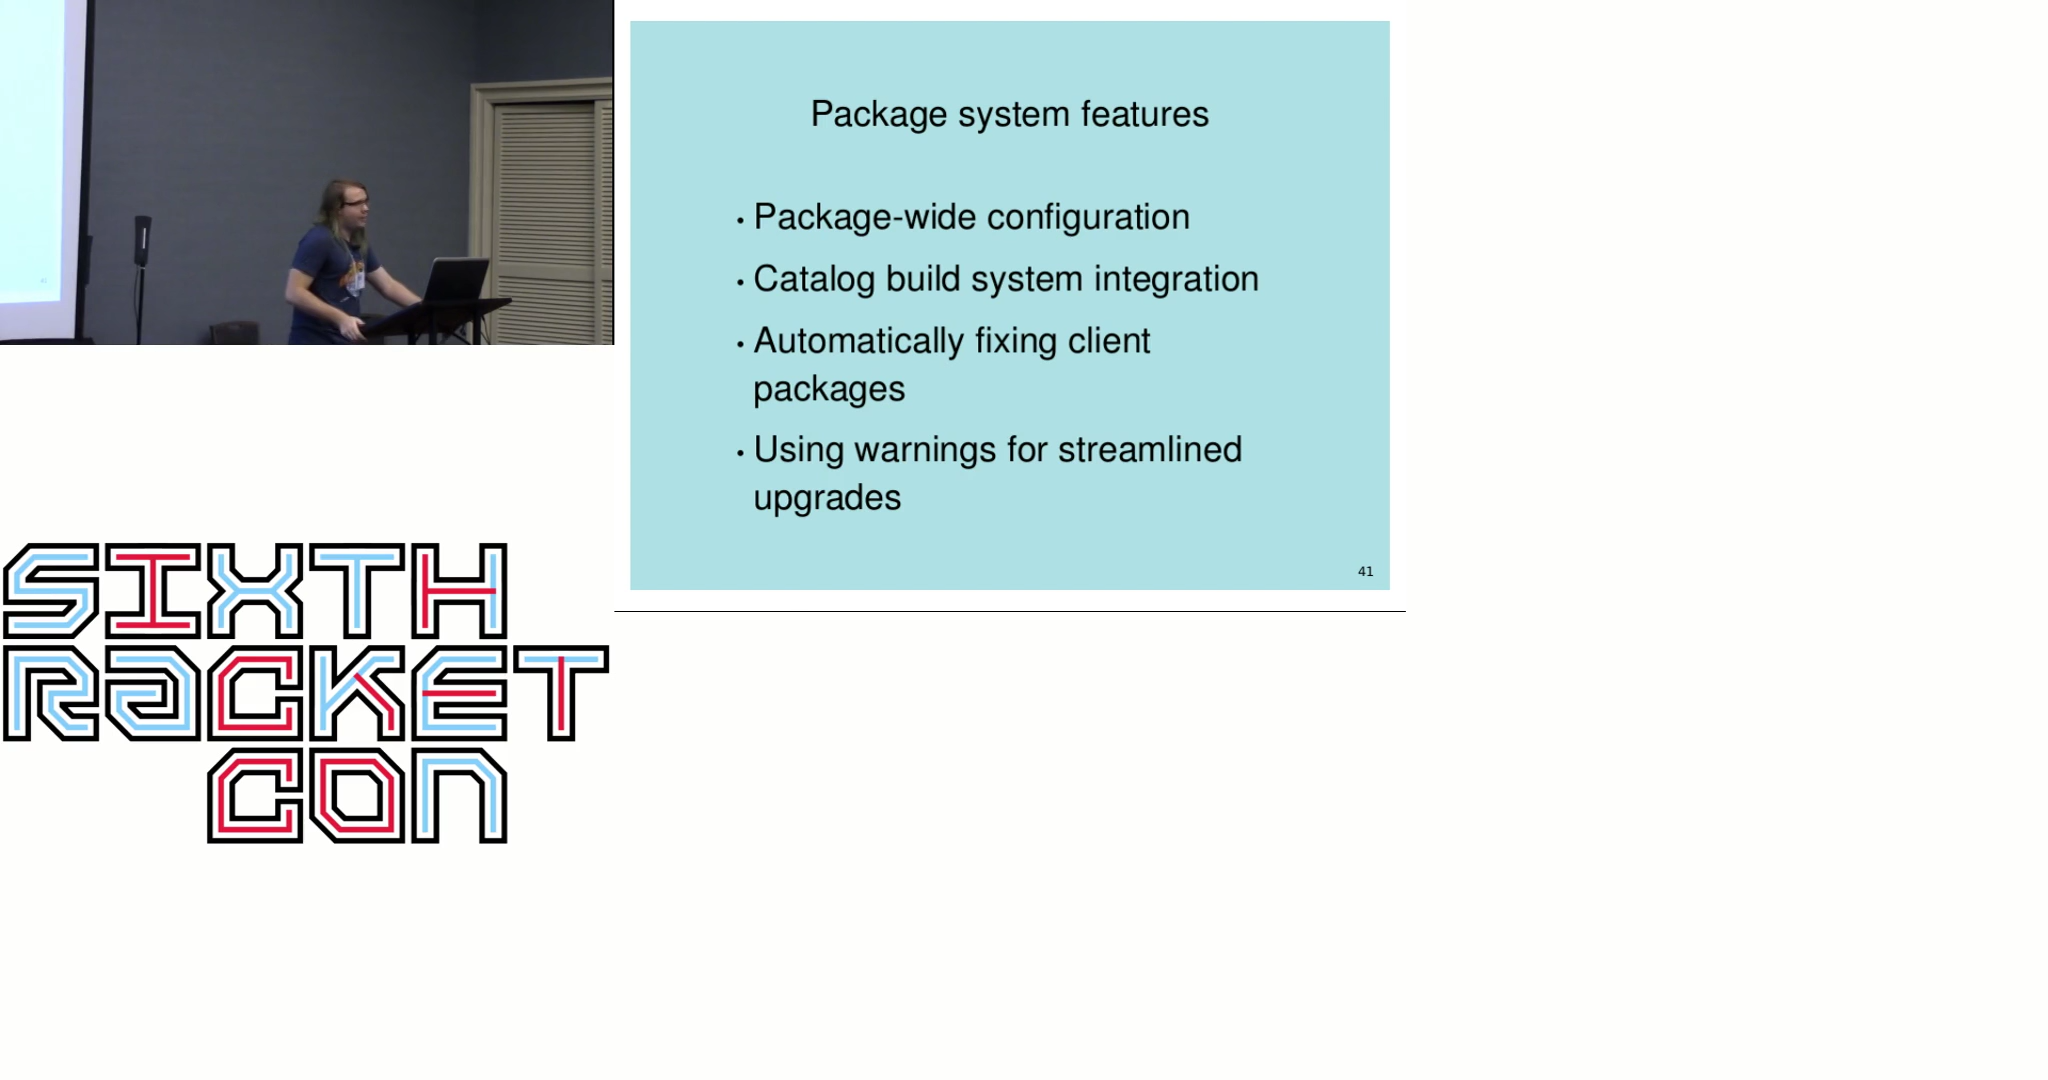 Package system features
• Package-wide configuration
• Catalog build system integration
• Automatically fixing client
packages
• Using warnings for streamlined
upgrades
41
SIXTH
RACKET
CON